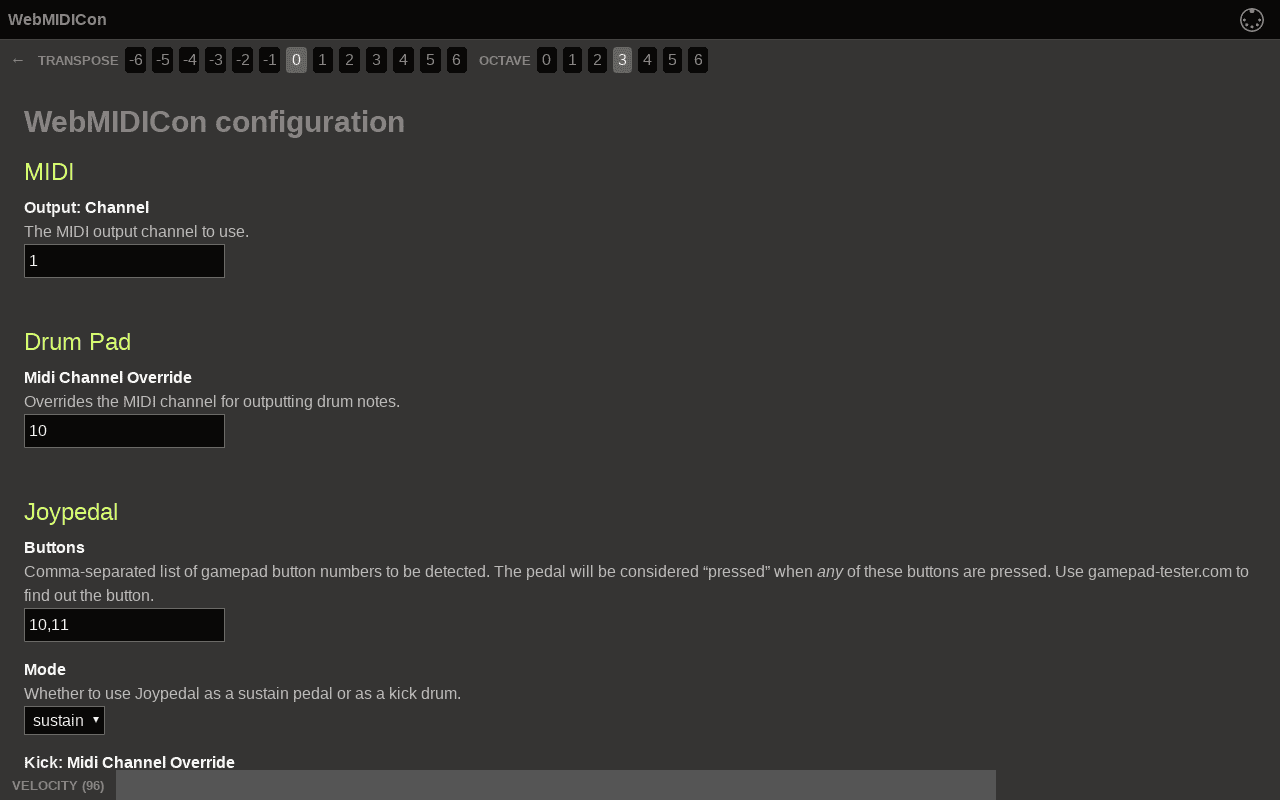 WebMIDICon
← TRANSPOSE -6 -5 -4 -3 -2 -1 0 1 2 3 4 5 6 OCTAVE 0 1 2 3 4 5 6
WebMIDICon configuration
MIDI
Output: Channel
The MIDI output channel to use.
1
Drum Pad
Midi Channel Override
Overrides the MIDI channel for outputting drum notes.
10
Joypedal
Buttons
Comma-separated list of gamepad button numbers to be detected. The pedal will be considered “pressed” when any of these buttons are pressed. Use gamepad-tester.com to
find out the button.
10,11
Mode
Whether to use Joypedal as a sustain pedal or as a kick drum.
sustain
Kick: Midi Channel Override
VELOCITY (96)